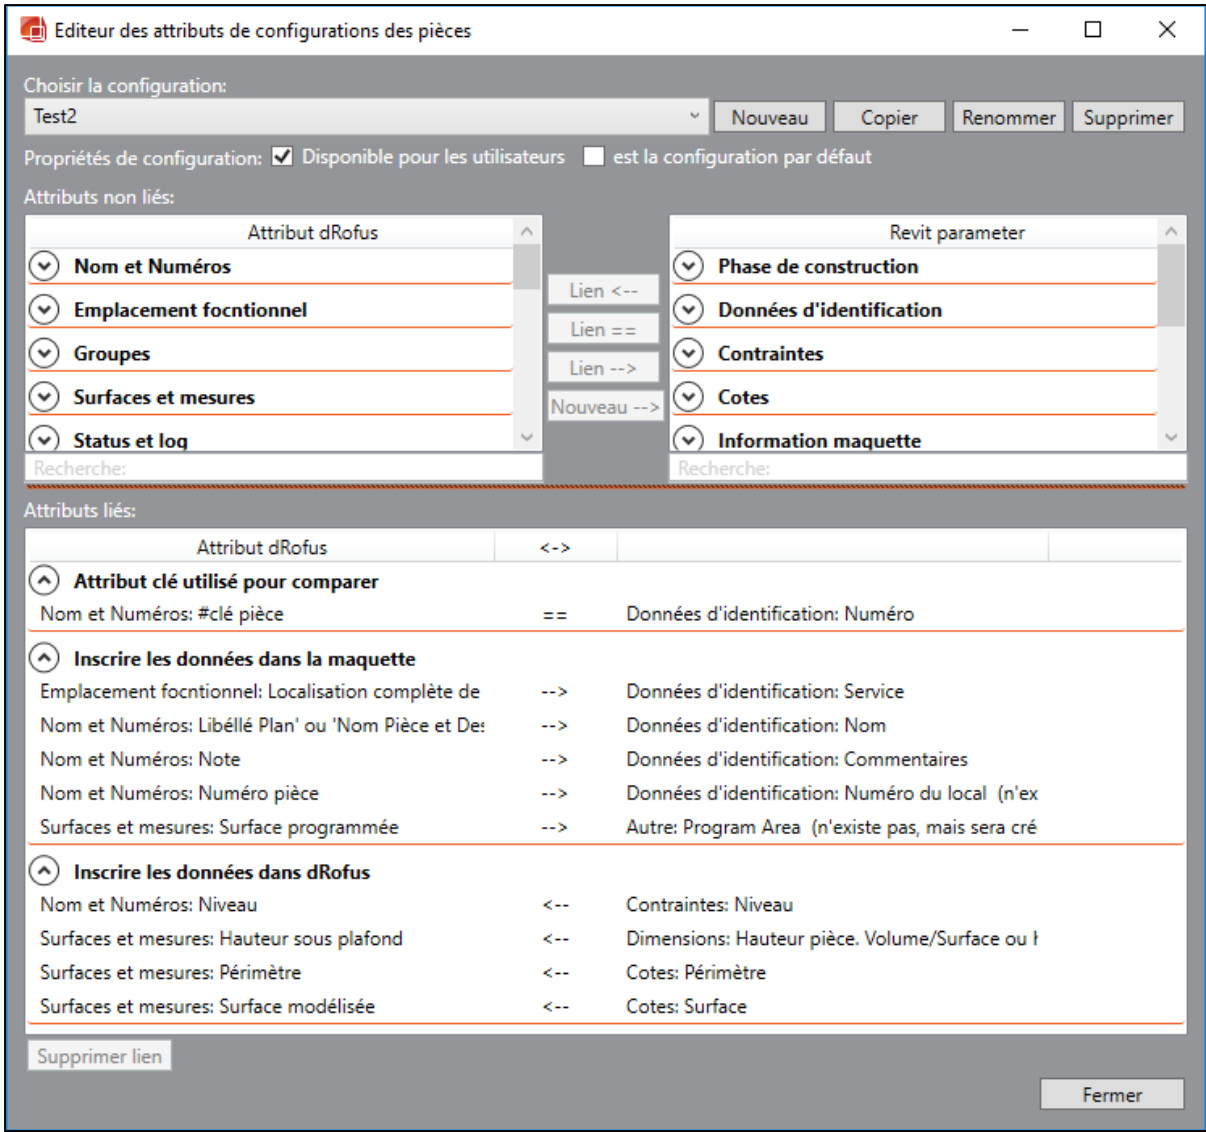 Editeur des attributs de configurations des pièces
Choisir la configuration:
Test2 Nouveau Copier Renommer Supprimer
Propriétés de configuration: Disponible pour les utilisateurs est la configuration par défaut
Attributs non liés:
Attribut dRofus Revit parameter
Nom et Numéros Phase de construction
Lien <--
Emplacement focntionnel Données d'identification
Lien ==
Groupes Contraintes
Lien -->
Surfaces et mesures Cotes
Nouveau -->
Status et log Information maquette
Recherche: Recherche:
Attributs liés:
Attribut dRofus <->
Attribut clé utilisé pour comparer
Nom et Numéros: #clé pièce == Données d'identification: Numéro
Inscrire les données dans la maquette
Emplacement focntionnel: Localisation complète de --> Données d'identification: Service
Nom et Numéros: Libéllé Plan' ou 'Nom Pièce et Des --> Données d'identification: Nom
Nom et Numéros: Note --> Données d'identification: Commentaires
Nom et Numéros: Numéro pièce --> Données d'identification: Numéro du local (n'ex
Surfaces et mesures: Surface programmée --> Autre: Program Area (n'existe pas, mais sera cré
Inscrire les données dans dRofus
Nom et Numéros: Niveau <-- Contraintes: Niveau
Surfaces et mesures: Hauteur sous plafond <-- Dimensions: Hauteur pièce. Volume/Surface ou h
Surfaces et mesures: Périmètre <-- Cotes: Périmètre
Surfaces et mesures: Surface modélisée <-- Cotes: Surface
Supprimer lien
Fermer